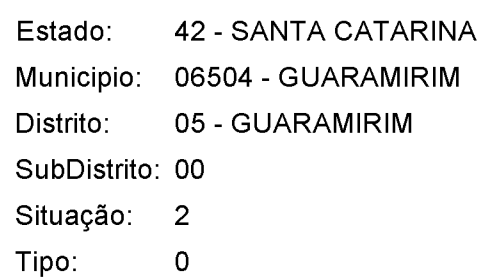 Estado: 42 - SANTA CATARINA
Municipio: 06504 - GUARAMIRIM
Distrito: 05 - GUARAMIRIM
SubDistrito: 00
Situação: 2
Tipo: 0